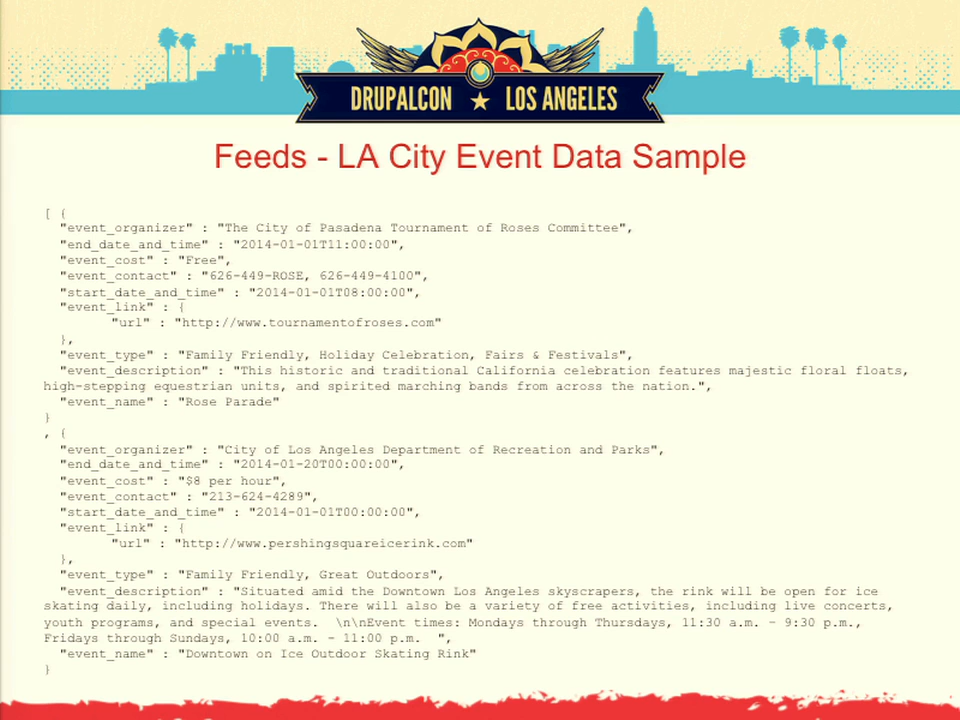 DRUPALCON ★ LOS ANGELES
Feeds - LA City Event Data Sample
[ {
"event_organizer" : "The City of Pasadena Tournament of Roses Committee",
"end_date_and_time" : "2014-01-01T11:00:00",
"event_cost" : "Free",
"event_contact" : "626-449-ROSE, 626-449-4100",
"start_date_and_time" : "2014-01-01T08:00:00",
"event_link" : {
"url" : "http://www.tournamentofroses.com"
},
"event_type" : "Family Friendly, Holiday Celebration, Fairs & Festivals",
"event_description" : "This historic and traditional California celebration features majestic floral floats,
high-stepping equestrian units, and spirited marching bands from across the nation.",
"event_name" : "Rose Parade"
}
, {
"event_organizer" : "City of Los Angeles Department of Recreation and Parks",
"end_date_and_time" : "2014-01-20T00:00:00",
"event_cost" : "$8 per hour",
"event_contact" : "213-624-4289",
"start_date_and_time" : "2014-01-01T00:00:00",
"event_link" : {
"url" : "http://www.pershingsquareicerink.com"
},
"event_type" : "Family Friendly, Great Outdoors",
"event_description" : "Situated amid the Downtown Los Angeles skyscrapers, the rink will be open for ice
skating daily, including holidays. There will also be a variety of free activities, including live concerts,
youth programs, and special events.  \n\nEvent times: Mondays through Thursdays, 11:30 a.m. – 9:30 p.m.,
Fridays through Sundays, 10:00 a.m. – 11:00 p.m.  ",
"event_name" : "Downtown on Ice Outdoor Skating Rink"
}